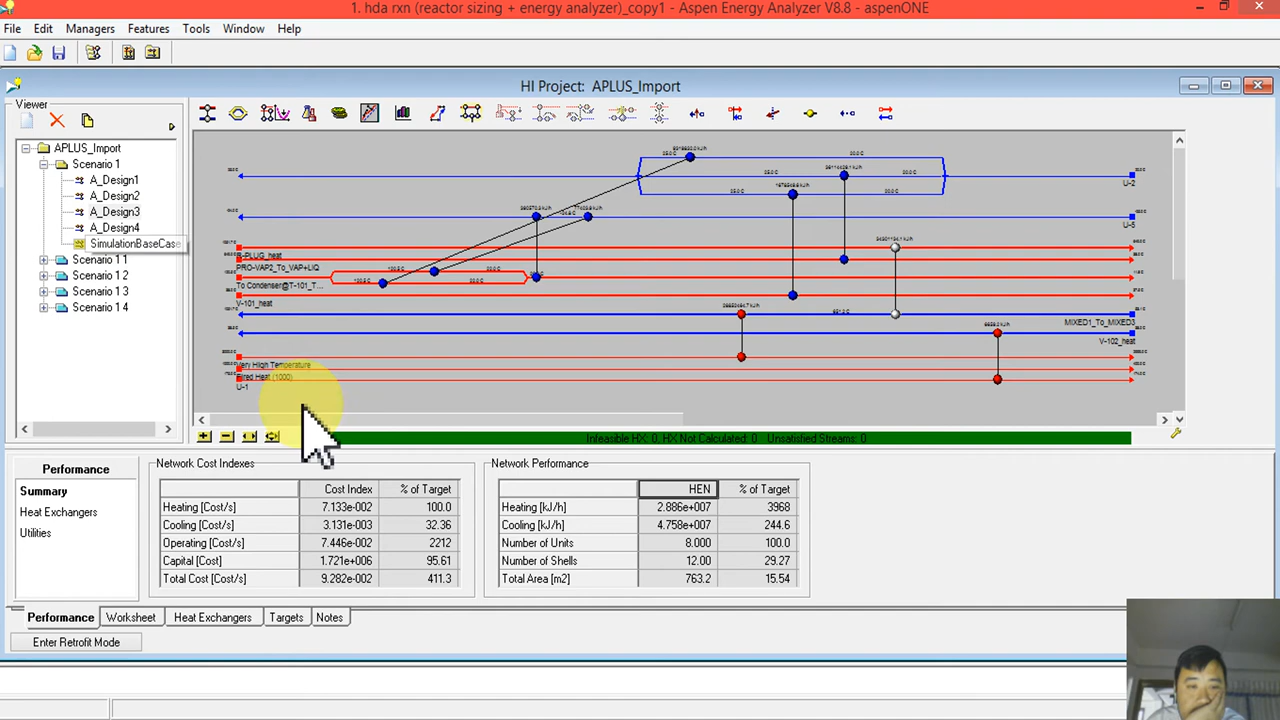 1. hda rxn (reactor sizing + energy analyzer)_copy1 - Aspen Energy Analyzer V8.8 - aspenONE
File Edit Managers Features Tools Window Help
HI Project: APLUS_Import
Viewer
APLUS_Import
Scenario 1
A_Design1
A_Design2
A_Design3
A_Design4
SimulationBaseCase
Scenario 1 1
Scenario 1 2
Scenario 1 3
Scenario 1 4
U-2
U-5
R-PLUG_heat
PRO-VAP2_To_VAP+LIQ
To Condenser@T-101_T...
V-101_heat
MIXED1_To_MIXED3
V-102_heat
Very High Temperature
Fired Heat (1000)
U-1
Infeasible HX: 0, HX Not Calculated: 0, Unsatisfied Streams: 0
Performance
Summary
Heat Exchangers
Utilities
Network Cost Indexes
Cost Index % of Target
Heating [Cost/s] 7.133e-002 100.0
Cooling [Cost/s] 3.131e-003 32.36
Operating [Cost/s] 7.446e-002 2212
Capital [Cost] 1.721e+006 95.61
Total Cost [Cost/s] 9.282e-002 411.3
Network Performance
HEN % of Target
Heating [kJ/h] 2.886e+007 3968
Cooling [kJ/h] 4.758e+007 244.6
Number of Units 8.000 100.0
Number of Shells 12.00 29.27
Total Area [m2] 763.2 15.54
Performance Worksheet Heat Exchangers Targets Notes
Enter Retrofit Mode